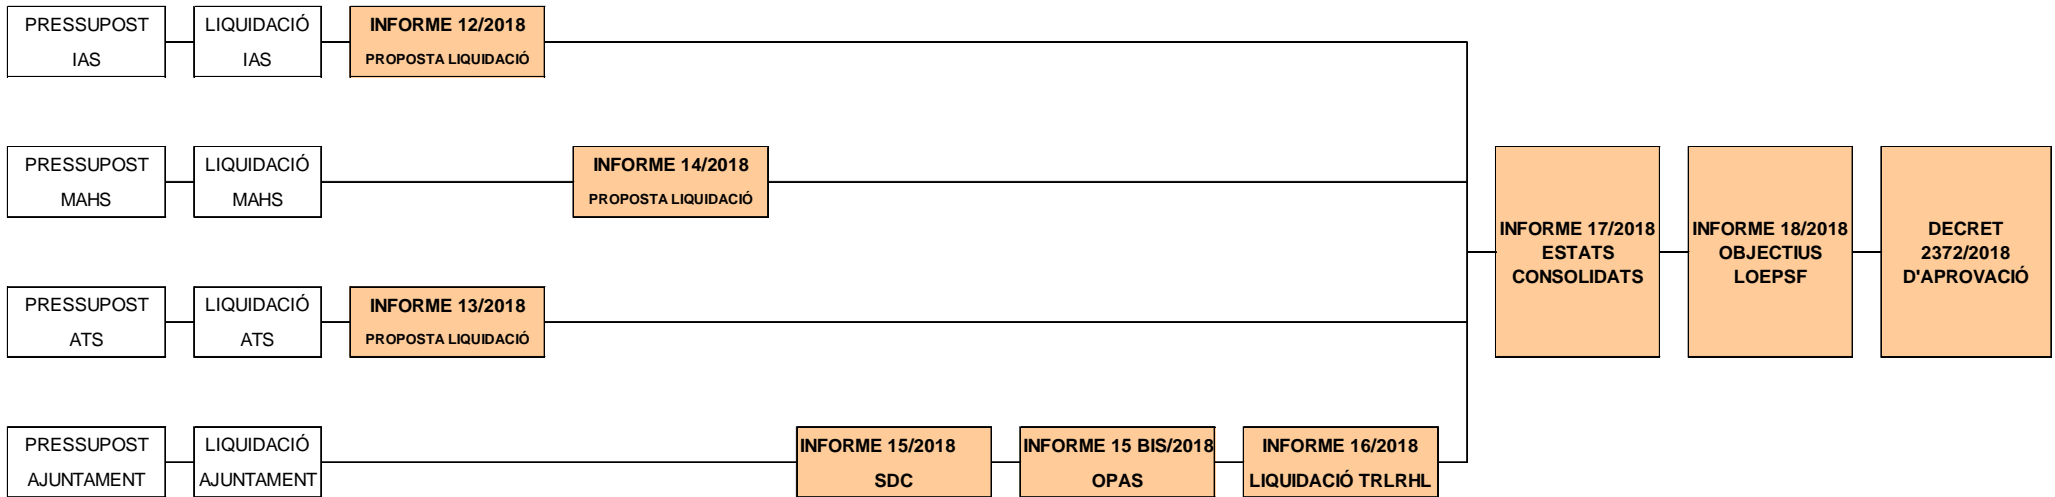 PRESSUPOST
IAS
LIQUIDACIÓ
IAS
INFORME 12/2018
PROPOSTA LIQUIDACIÓ
PRESSUPOST
MAHS
LIQUIDACIÓ
MAHS
INFORME 14/2018
PROPOSTA LIQUIDACIÓ
PRESSUPOST
ATS
LIQUIDACIÓ
ATS
INFORME 13/2018
PROPOSTA LIQUIDACIÓ
PRESSUPOST
AJUNTAMENT
LIQUIDACIÓ
AJUNTAMENT
INFORME 15/2018
SDC
INFORME 15 BIS/2018
OPAS
INFORME 16/2018
LIQUIDACIÓ TRLRHL
INFORME 17/2018
ESTATS
CONSOLIDATS
INFORME 18/2018
OBJECTIUS
LOEPSF
DECRET
2372/2018
D'APROVACIÓ